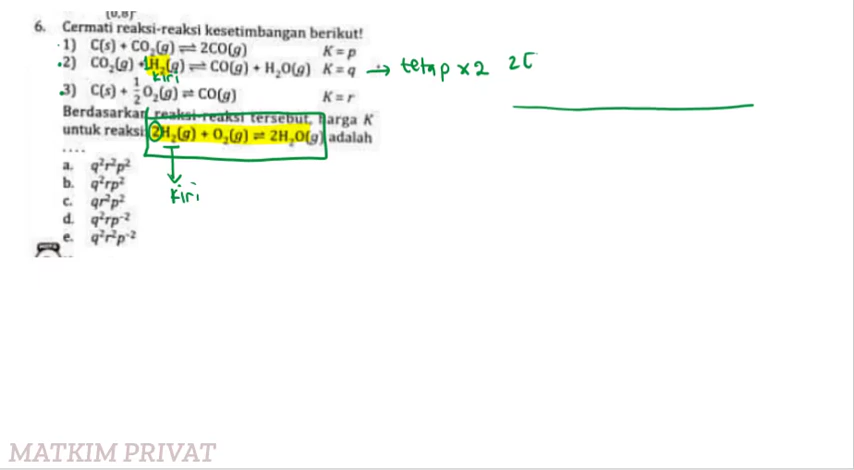 6. Cermati reaksi-reaksi kesetimbangan berikut!
1) C(s) + CO₂(g) ⇌ 2CO(g) K = p
2) CO₂(g) + 1H₂(g) ⇌ CO(g) + H₂O(g) K = q → tetap x2 2C
kiri
3) C(s) + 1/2 O₂(g) ⇌ CO(g) K = r
Berdasarkan reaksi-reaksi tersebut, harga K
untuk reaksi 2H₂(g) + O₂(g) ⇌ 2H₂O(g) adalah
....
a. q²r²p²
b. q²rp²
c. qr²p²
d. q²rp⁻²
e. q²r²p⁻²
kiri
MATKIM PRIVAT